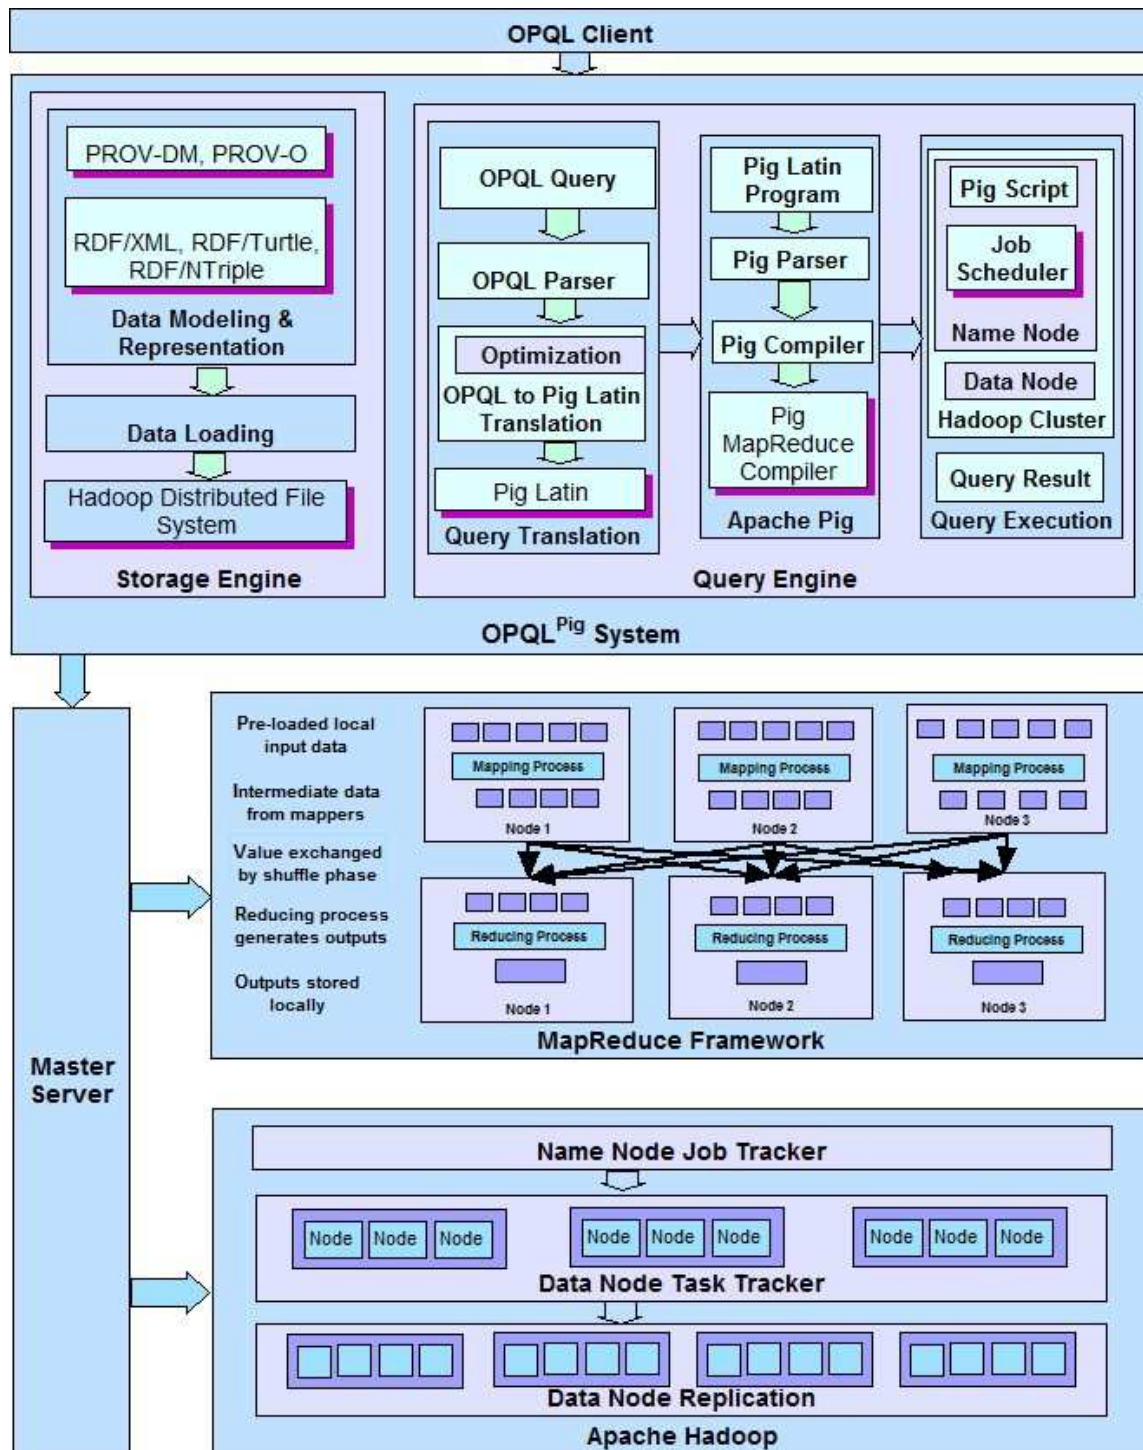 OPQL Client
PROV-DM, PROV-O
RDF/XML, RDF/Turtle,
RDF/NTriple
Data Modeling &
Representation
Data Loading
Hadoop Distributed File
System
Storage Engine
OPQL Query
OPQL Parser
Optimization
OPQL to Pig Latin
Translation
Pig Latin
Query Translation
Pig Latin
Program
Pig Parser
Pig Compiler
Pig
MapReduce
Compiler
Apache Pig
Pig Script
Job
Scheduler
Name Node
Data Node
Hadoop Cluster
Query Result
Query Execution
Query Engine
OPQLPig System
Master
Server
Pre-loaded local
input data
Intermediate data
from mappers
Value exchanged
by shuffle phase
Reducing process
generates outputs
Outputs stored
locally
Mapping Process
Node 1
Mapping Process
Node 2
Mapping Process
Node 3
Reducing Process
Node 1
Reducing Process
Node 2
Reducing Process
Node 3
MapReduce Framework
Name Node Job Tracker
Node Node Node
Node Node Node
Node Node Node
Data Node Task Tracker
Data Node Replication
Apache Hadoop